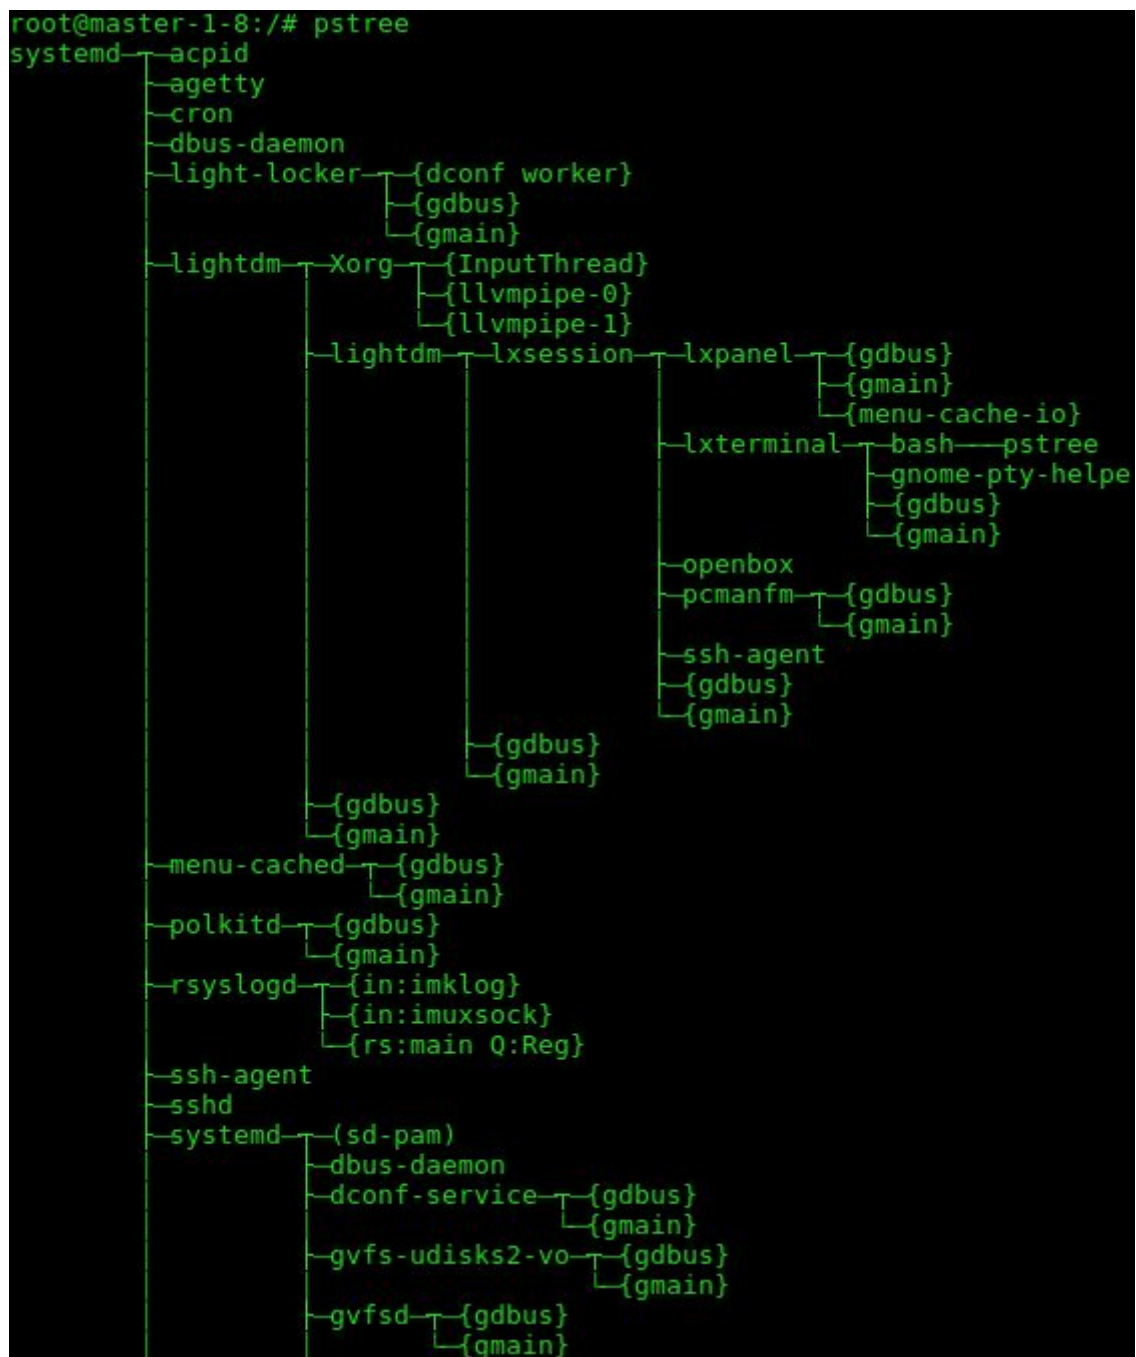 root@master-1-8:/# pstree
systemd─┬─acpid
        ├─agetty
        ├─cron
        ├─dbus-daemon
        ├─light-locker─┬─{dconf worker}
        │              ├─{gdbus}
        │              └─{gmain}
        ├─lightdm─┬─Xorg─┬─{InputThread}
        │         │      ├─{llvmpipe-0}
        │         │      └─{llvmpipe-1}
        │         ├─lightdm─┬─lxsession─┬─lxpanel─┬─{gdbus}
        │         │         │           │         ├─{gmain}
        │         │         │           │         └─{menu-cache-io}
        │         │         │           ├─lxterminal─┬─bash───pstree
        │         │         │           │            ├─gnome-pty-helpe
        │         │         │           │            ├─{gdbus}
        │         │         │           │            └─{gmain}
        │         │         │           ├─openbox
        │         │         │           ├─pcmanfm─┬─{gdbus}
        │         │         │           │         └─{gmain}
        │         │         │           ├─ssh-agent
        │         │         │           ├─{gdbus}
        │         │         │           └─{gmain}
        │         │         ├─{gdbus}
        │         │         └─{gmain}
        │         ├─{gdbus}
        │         └─{gmain}
        ├─menu-cached─┬─{gdbus}
        │             └─{gmain}
        ├─polkitd─┬─{gdbus}
        │         └─{gmain}
        ├─rsyslogd─┬─{in:imklog}
        │          ├─{in:imuxsock}
        │          └─{rs:main Q:Reg}
        ├─ssh-agent
        ├─sshd
        ├─systemd─┬─(sd-pam)
        │         ├─dbus-daemon
        │         ├─dconf-service─┬─{gdbus}
        │         │               └─{gmain}
        │         ├─gvfs-udisks2-vo─┬─{gdbus}
        │         │                 └─{gmain}
        │         ├─gvfsd─┬─{gdbus}
        │         │       └─{gmain}